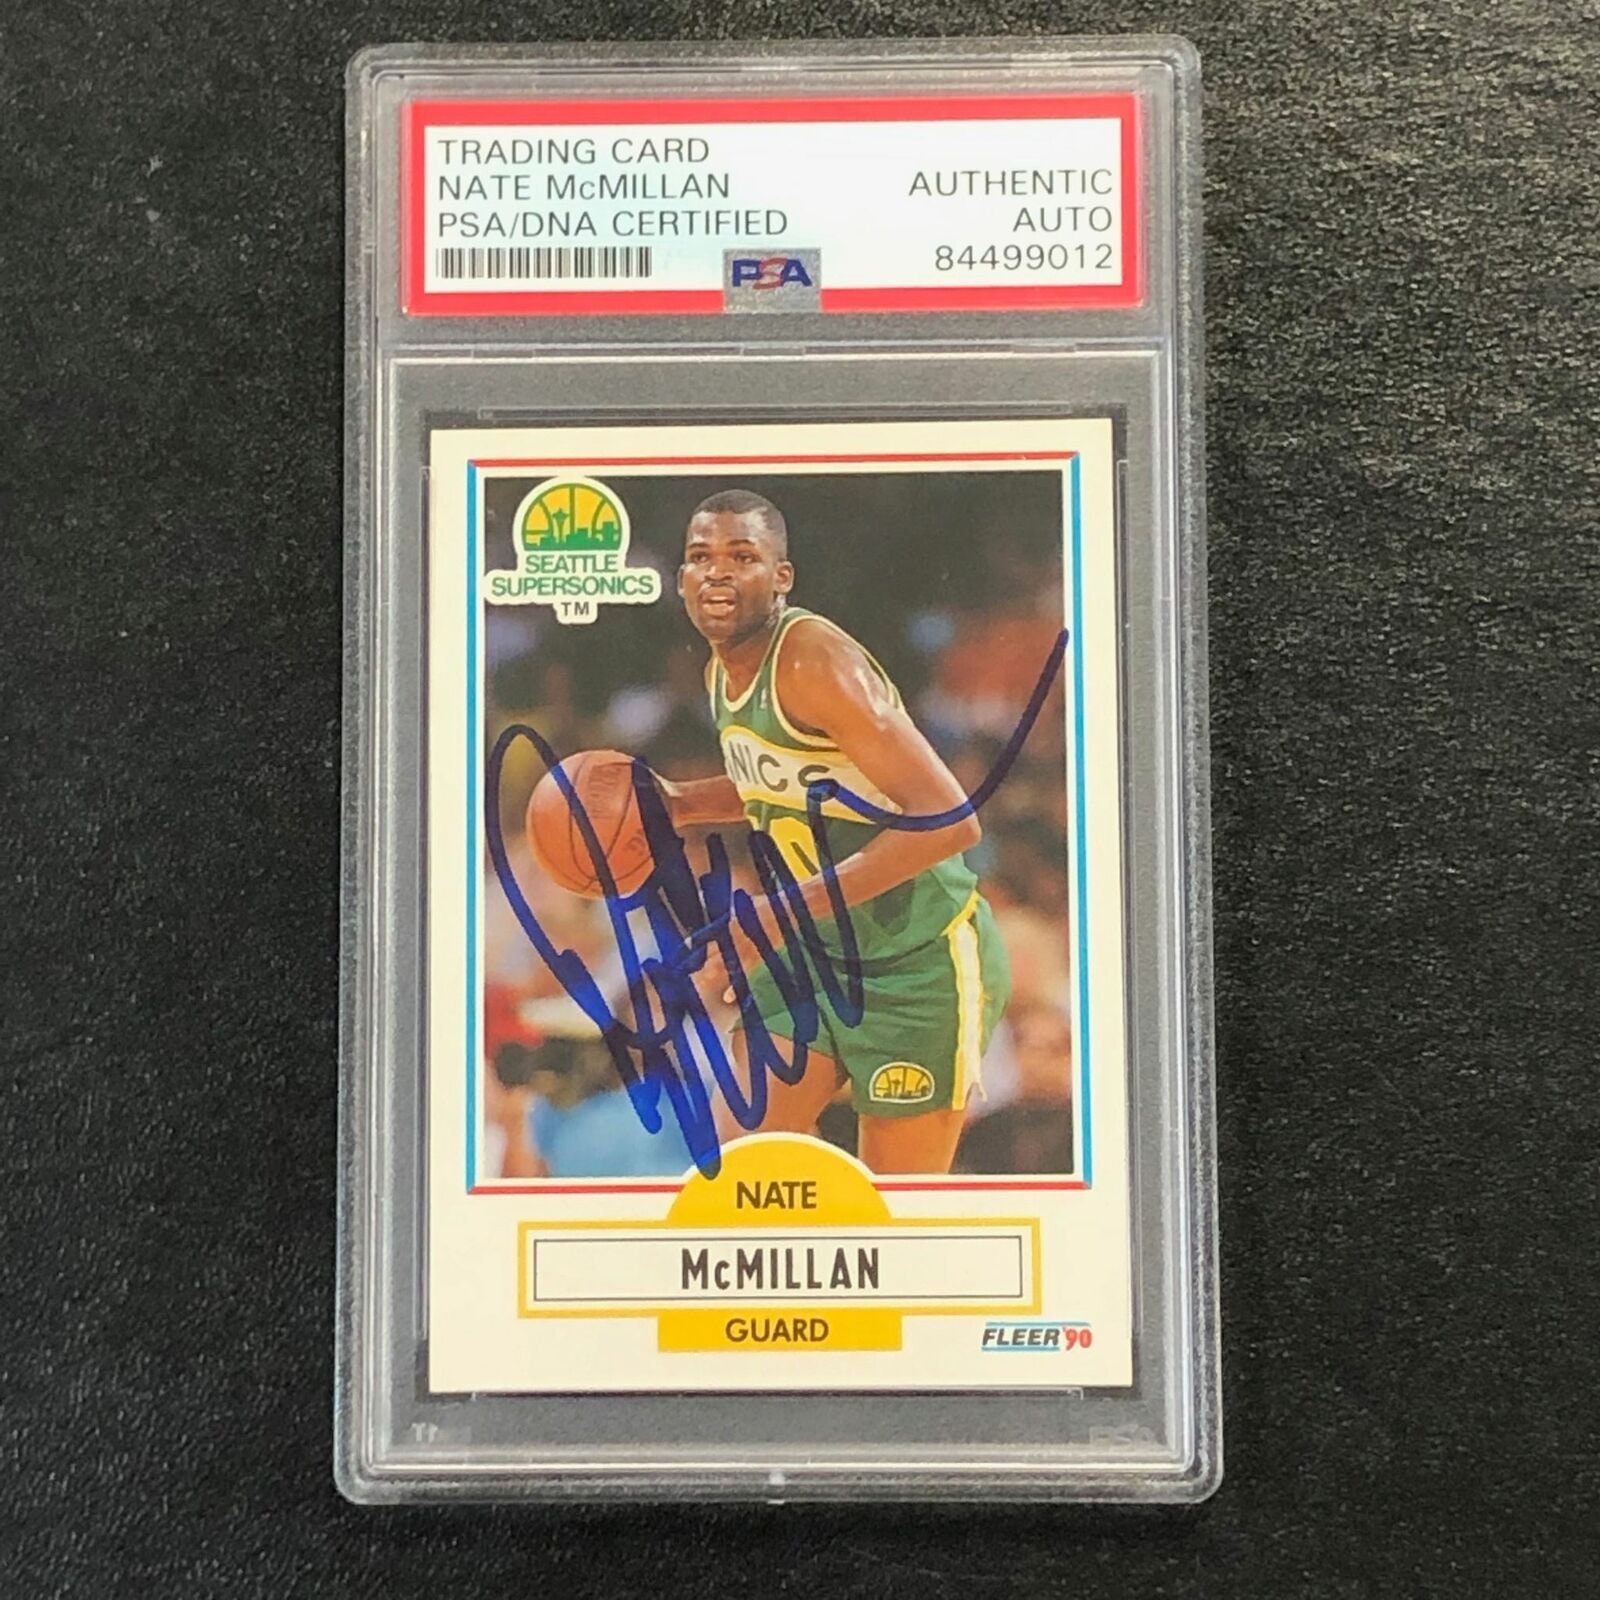 TRADING CARD
NATE McMILLAN
PSA/DNA CERTIFIED
AUTHENTIC
AUTO
84499012
PSA
SEATTLE
SUPERSONICS
TM
NICS
NATE
McMILLAN
GUARD
FLEER '90